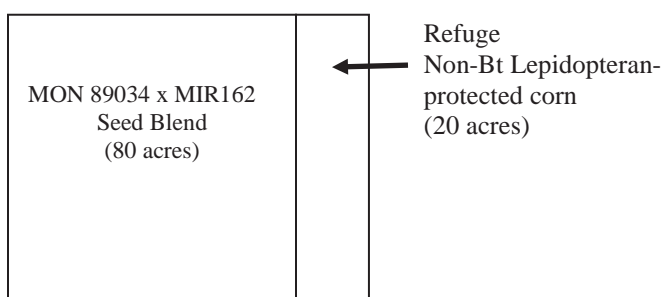 MON 89034 x MIR162
Seed Blend
(80 acres)
Refuge
Non-Bt Lepidopteran-
protected corn
(20 acres)